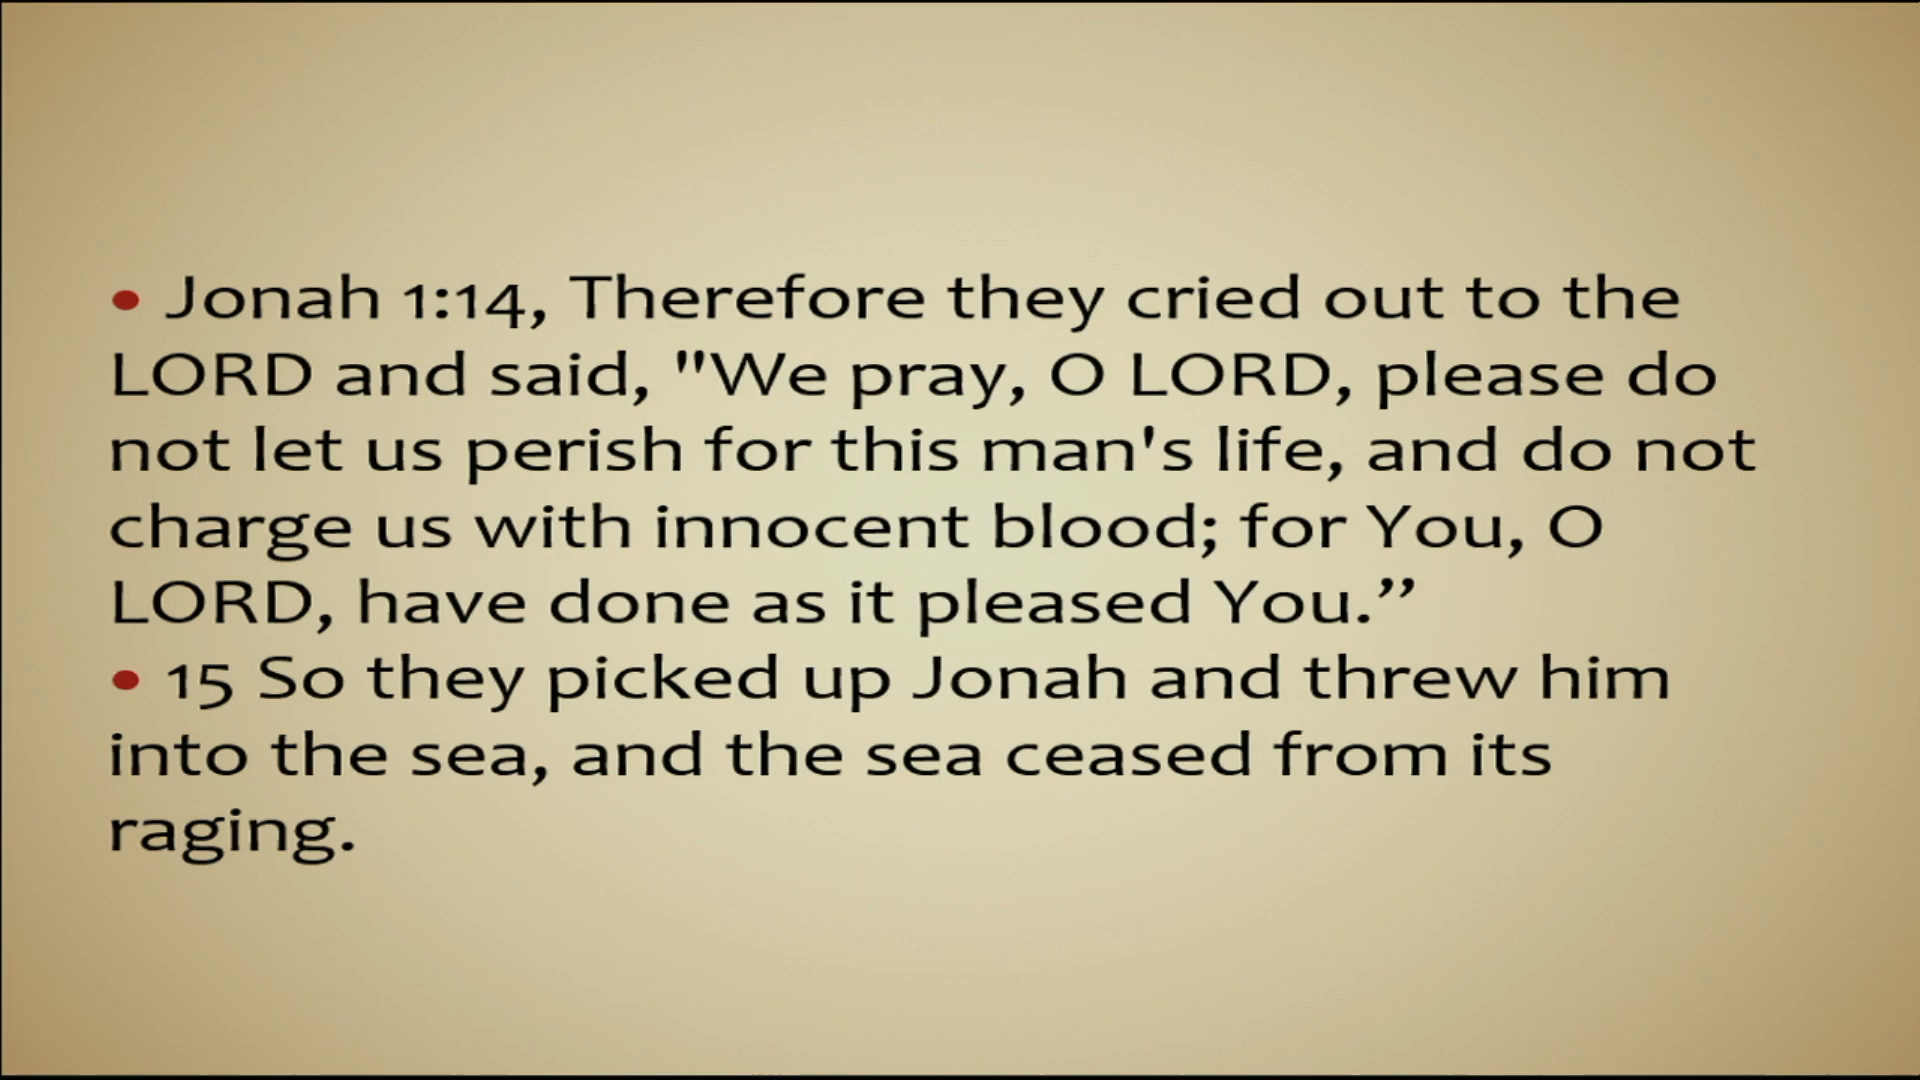 • Jonah 1:14, Therefore they cried out to the
LORD and said, "We pray, O LORD, please do
not let us perish for this man's life, and do not
charge us with innocent blood; for You, O
LORD, have done as it pleased You.”
• 15 So they picked up Jonah and threw him
into the sea, and the sea ceased from its
raging.